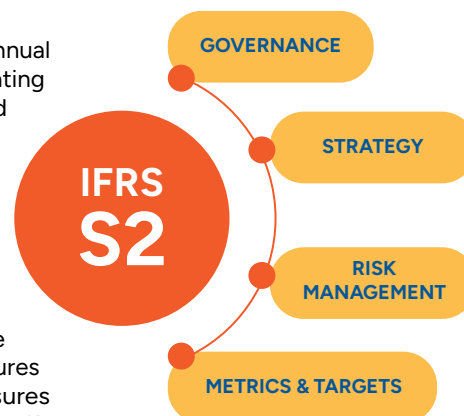 nnual
nting
d
GOVERNANCE
STRATEGY
IFRS
S2
RISK
MANAGEMENT
e
ures
sures
METRICS & TARGETS